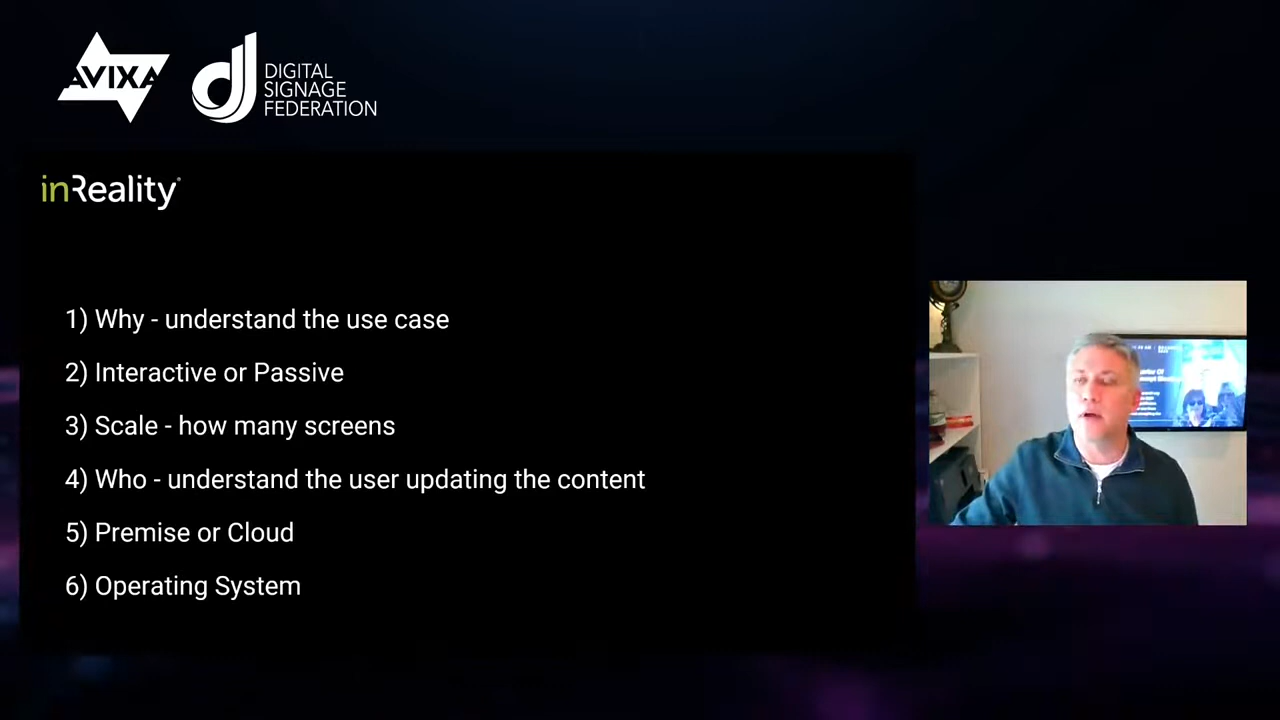 AVIXA
DIGITAL
SIGNAGE
FEDERATION
inReality
1) Why - understand the use case
2) Interactive or Passive
3) Scale - how many screens
4) Who - understand the user updating the content
5) Premise or Cloud
6) Operating System